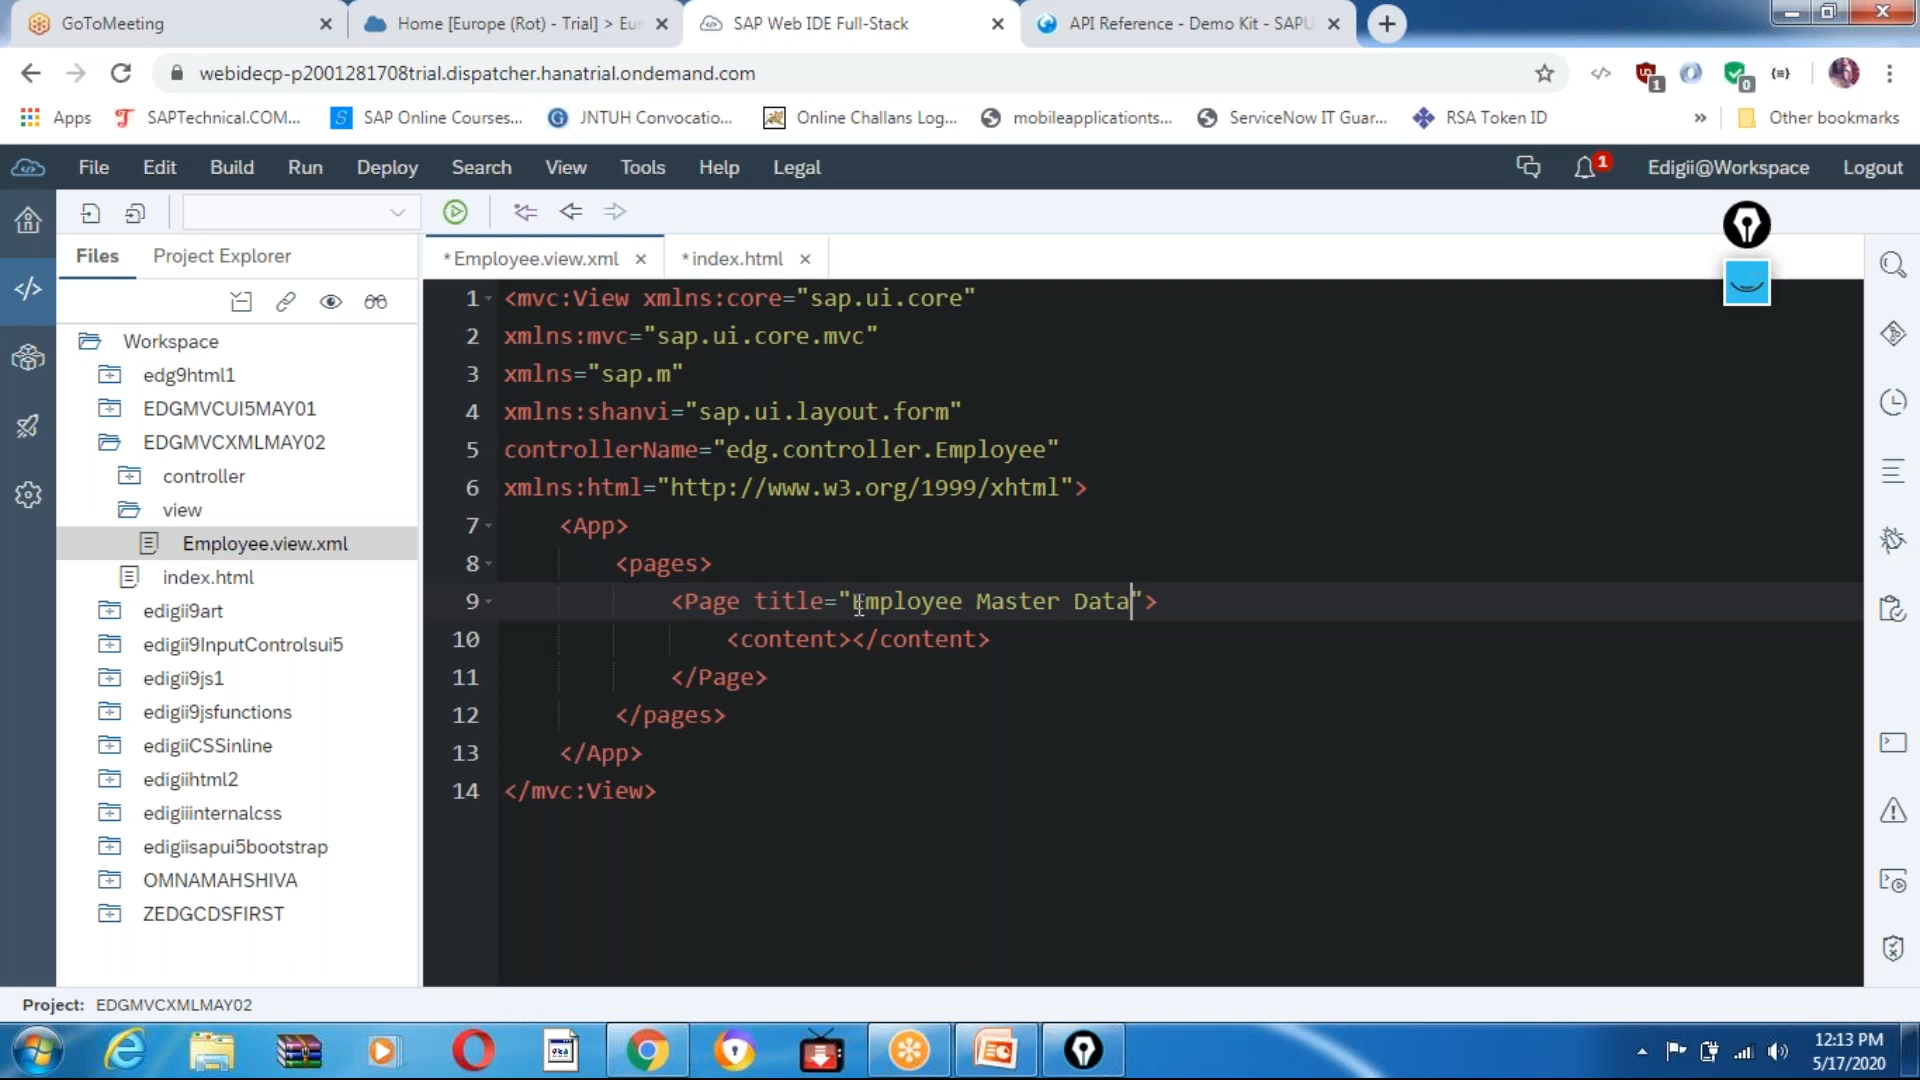 GoToMeeting
Home [Europe (Rot) - Trial] > Eur
SAP Web IDE Full-Stack
API Reference - Demo Kit - SAPU
webidecp-p2001281708trial.dispatcher.hanatrial.ondemand.com
1
0
Apps
SAPTechnical.COM...
SAP Online Courses...
JNTUH Convocatio...
Online Challans Log...
mobileapplicationts...
ServiceNow IT Guar...
RSA Token ID
»
Other bookmarks
File
Edit
Build
Run
Deploy
Search
View
Tools
Help
Legal
1
Edigii@Workspace
Logout
Files
Project Explorer
*Employee.view.xml
*index.html
Workspace
edg9html1
EDGMVCUI5MAY01
EDGMVCXMLMAY02
controller
view
Employee.view.xml
index.html
edigii9art
edigii9InputControlsui5
edigii9js1
edigii9jsfunctions
edigiiCSSinline
edigiihtml2
edigiiinternalcss
edigiisapui5bootstrap
OMNAMAHSHIVA
ZEDGCDSFIRST
1 <mvc:View xmlns:core="sap.ui.core"
2 xmlns:mvc="sap.ui.core.mvc"
3 xmlns="sap.m"
4 xmlns:shanvi="sap.ui.layout.form"
5 controllerName="edg.controller.Employee"
6 xmlns:html="http://www.w3.org/1999/xhtml">
7 <App>
8 <pages>
9 <Page title="Employee Master Data">
10 <content></content>
11 </Page>
12 </pages>
13 </App>
14 </mvc:View>
Project: EDGMVCXMLMAY02
12:13 PM
5/17/2020